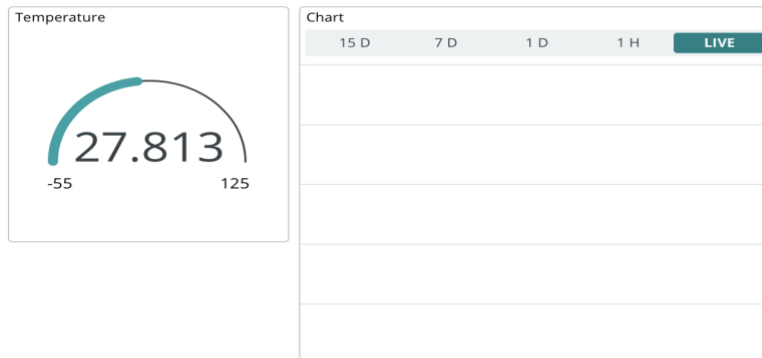 Temperature
27.813
-55 125
Chart
15 D 7 D 1 D 1 H LIVE